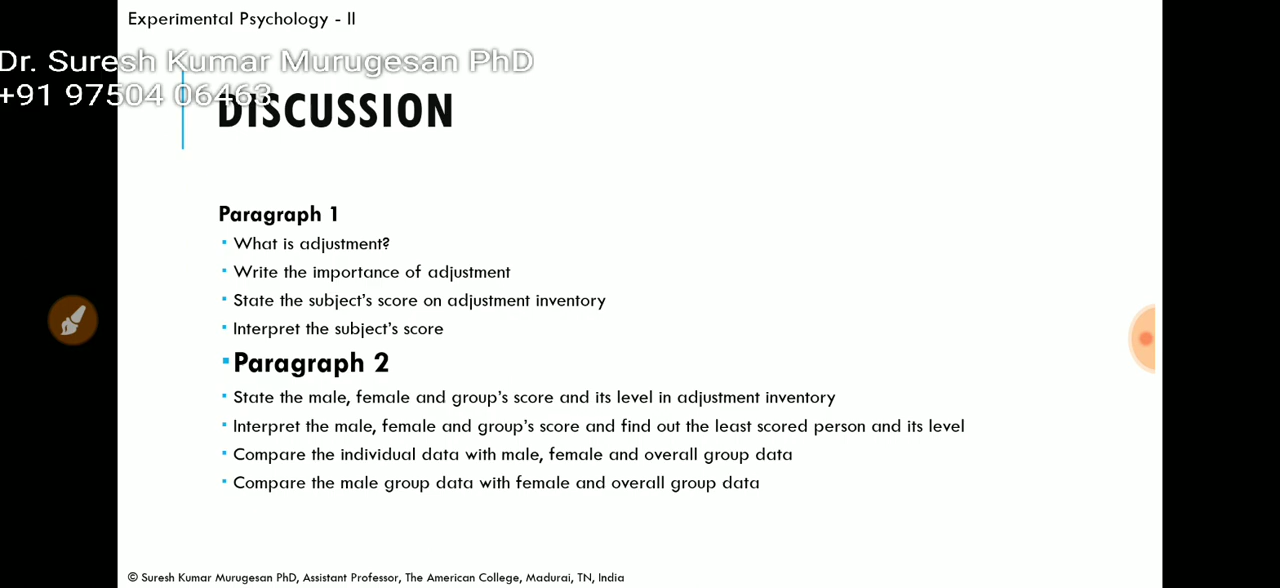 Experimental Psychology - II
Dr. Suresh Kumar Murugesan PhD
+91 97504 06463
DISCUSSION
Paragraph 1
▪ What is adjustment?
▪ Write the importance of adjustment
▪ State the subject's score on adjustment inventory
▪ Interpret the subject's score
▪ Paragraph 2
▪ State the male, female and group's score and its level in adjustment inventory
▪ Interpret the male, female and group's score and find out the least scored person and its level
▪ Compare the individual data with male, female and overall group data
▪ Compare the male group data with female and overall group data
© Suresh Kumar Murugesan PhD, Assistant Professor, The American College, Madurai, TN, India